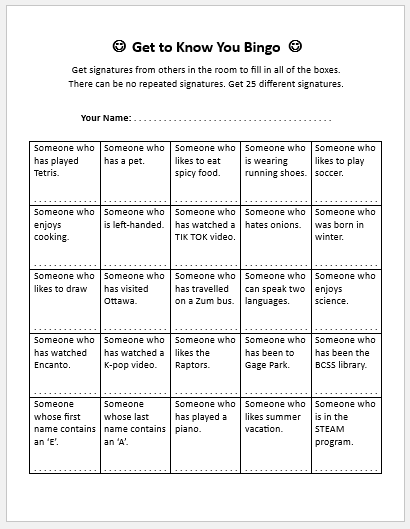 ☺ Get to Know You Bingo ☺
Get signatures from others in the room to fill in all of the boxes.
There can be no repeated signatures. Get 25 different signatures.
Your Name: . . . . . . . . . . . . . . . . . . . . . . . . . . . . . . . . . . . . . .
Someone who
has played
Tetris.
Someone who
has a pet.
Someone who
likes to eat
spicy food.
Someone who
is wearing
running shoes.
Someone who
likes to play
soccer.
Someone who
enjoys
cooking.
Someone who
is left-handed.
Someone who
has watched a
TIK TOK video.
Someone who
hates onions.
Someone who
was born in
winter.
Someone who
likes to draw
Someone who
has visited
Ottawa.
Someone who
has travelled
on a Zum bus.
Someone who
can speak two
languages.
Someone who
enjoys
science.
Someone who
has watched
Encanto.
Someone who
has watched a
K-pop video.
Someone who
likes the
Raptors.
Someone who
has been to
Gage Park.
Someone who
has been the
BCSS library.
Someone
whose first
name contains
an ‘E’.
Someone
whose last
name contains
an ‘A’.
Someone who
has played a
piano.
Someone who
likes summer
vacation.
Someone who
is in the
STEAM
program.